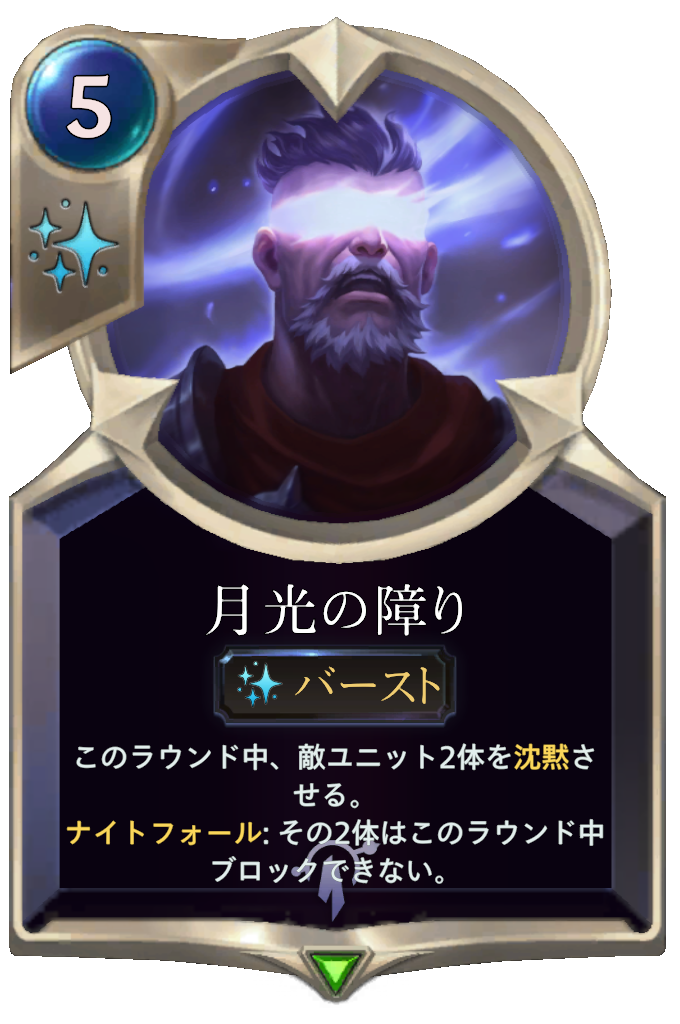 5
月光の障り
バースト
このラウンド中、敵ユニット2体を沈黙さ
せる。
ナイトフォール: その2体はこのラウンド中
ブロックできない。